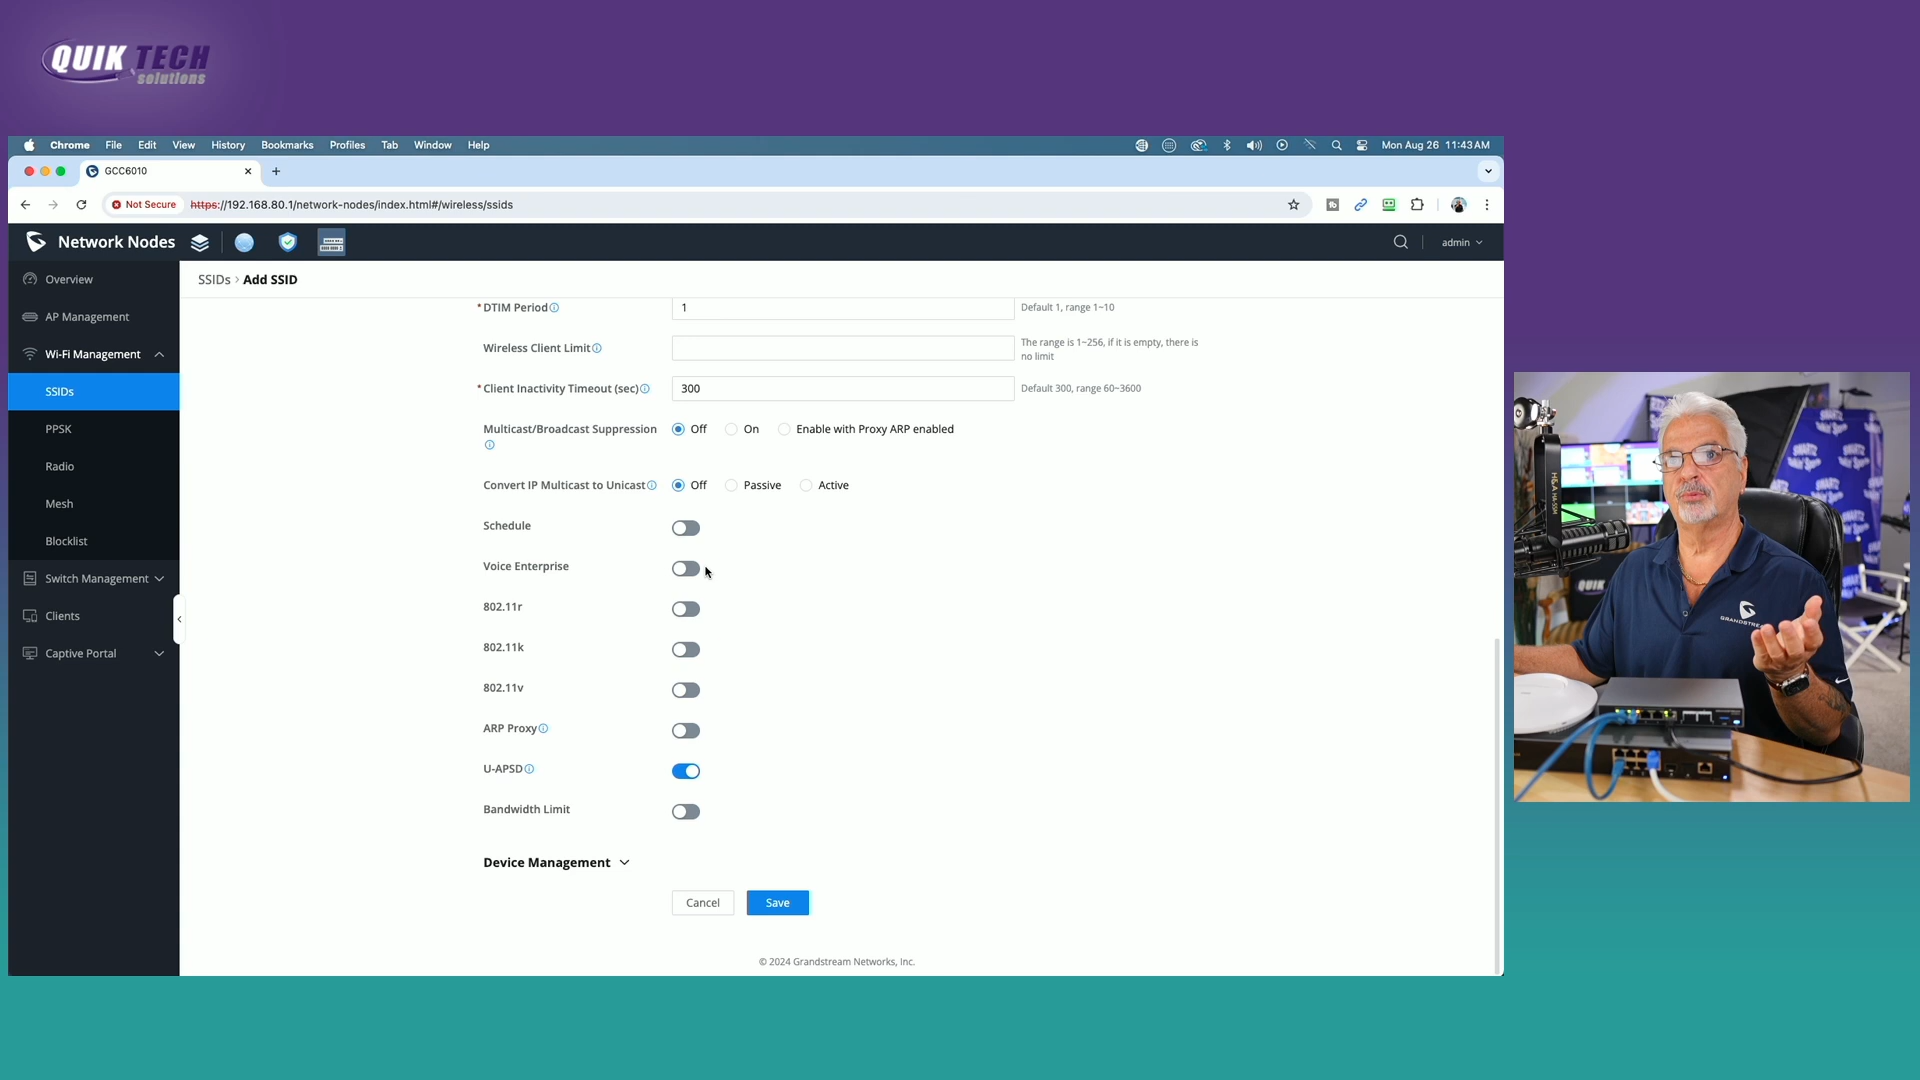 QUIK TECH
solutions
Chrome File Edit View History Bookmarks Profiles Tab Window Help Mon Aug 26 11:43 AM
GCC6010
Not Secure https://192.168.80.1/network-nodes/index.html#/wireless/ssids
Network Nodes admin
Overview
AP Management
Wi-Fi Management
SSIDs
PPSK
Radio
Mesh
Blocklist
Switch Management
Clients
Captive Portal
SSIDs › Add SSID
* DTIM Period 1 Default 1, range 1~10
Wireless Client Limit The range is 1~256, if it is empty, there is
no limit
* Client Inactivity Timeout (sec) 300 Default 300, range 60~3600
Multicast/Broadcast Suppression Off On Enable with Proxy ARP enabled
Convert IP Multicast to Unicast Off Passive Active
Schedule
Voice Enterprise
802.11r
802.11k
802.11v
ARP Proxy
U-APSD
Bandwidth Limit
Device Management
Cancel Save
© 2024 Grandstream Networks, Inc.
QUIK